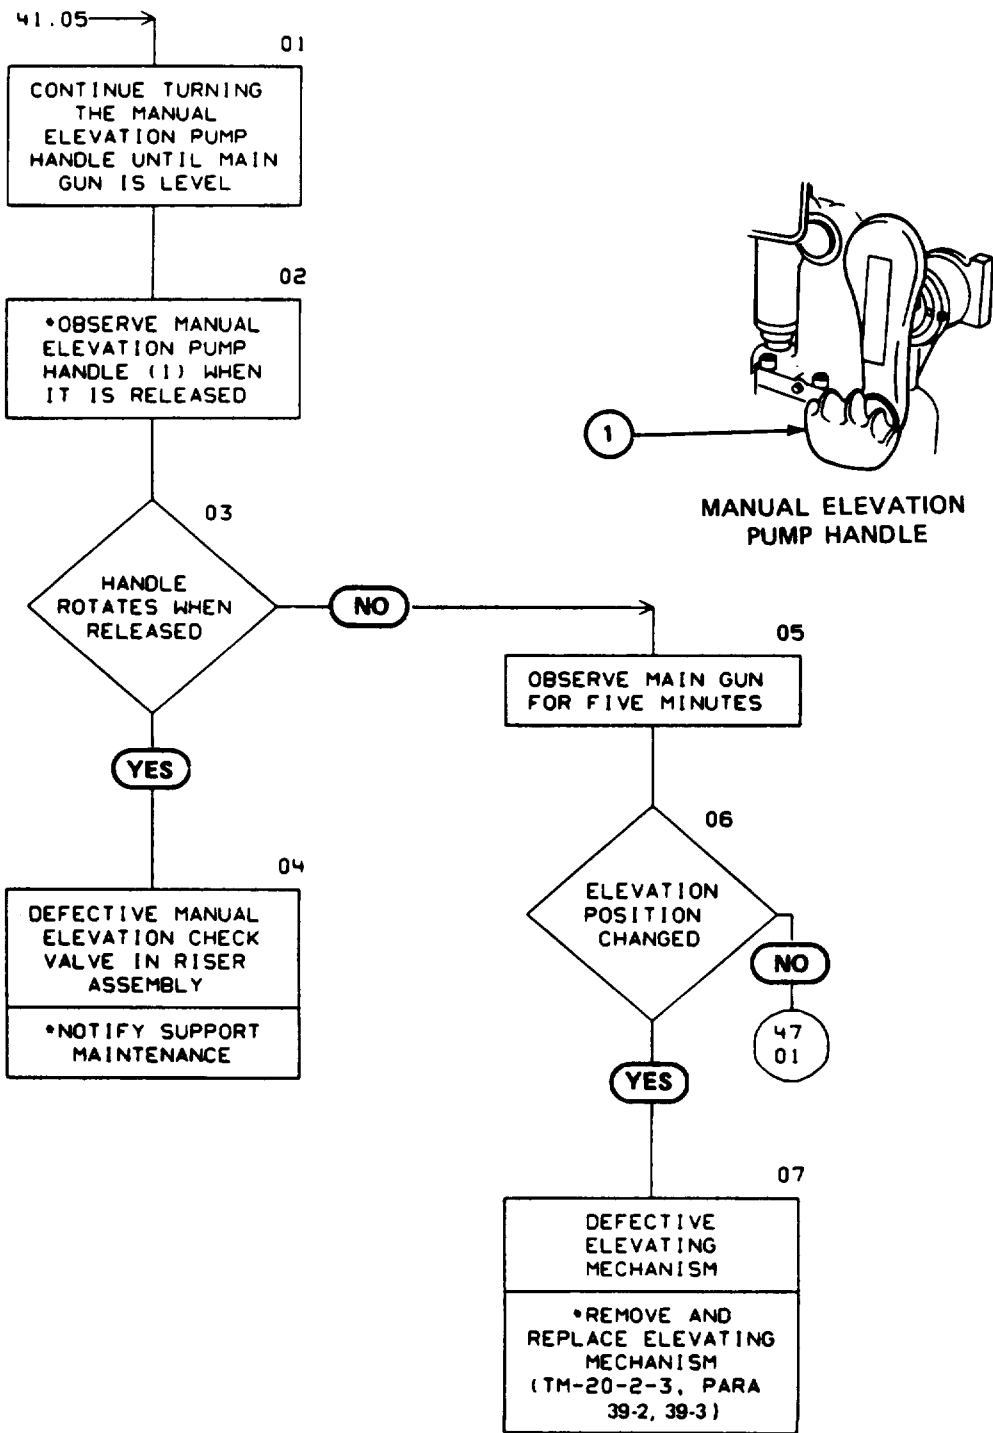 41.05
01
CONTINUE TURNING
THE MANUAL
ELEVATION PUMP
HANDLE UNTIL MAIN
GUN IS LEVEL
02
*OBSERVE MANUAL
ELEVATION PUMP
HANDLE (1) WHEN
IT IS RELEASED
1
MANUAL ELEVATION
PUMP HANDLE
03
HANDLE
ROTATES WHEN
RELEASED
NO
YES
04
DEFECTIVE MANUAL
ELEVATION CHECK
VALVE IN RISER
ASSEMBLY
*NOTIFY SUPPORT
MAINTENANCE
05
OBSERVE MAIN GUN
FOR FIVE MINUTES
06
ELEVATION
POSITION
CHANGED
NO
47
01
YES
07
DEFECTIVE
ELEVATING
MECHANISM
*REMOVE AND
REPLACE ELEVATING
MECHANISM
(TM-20-2-3, PARA
39-2, 39-3)